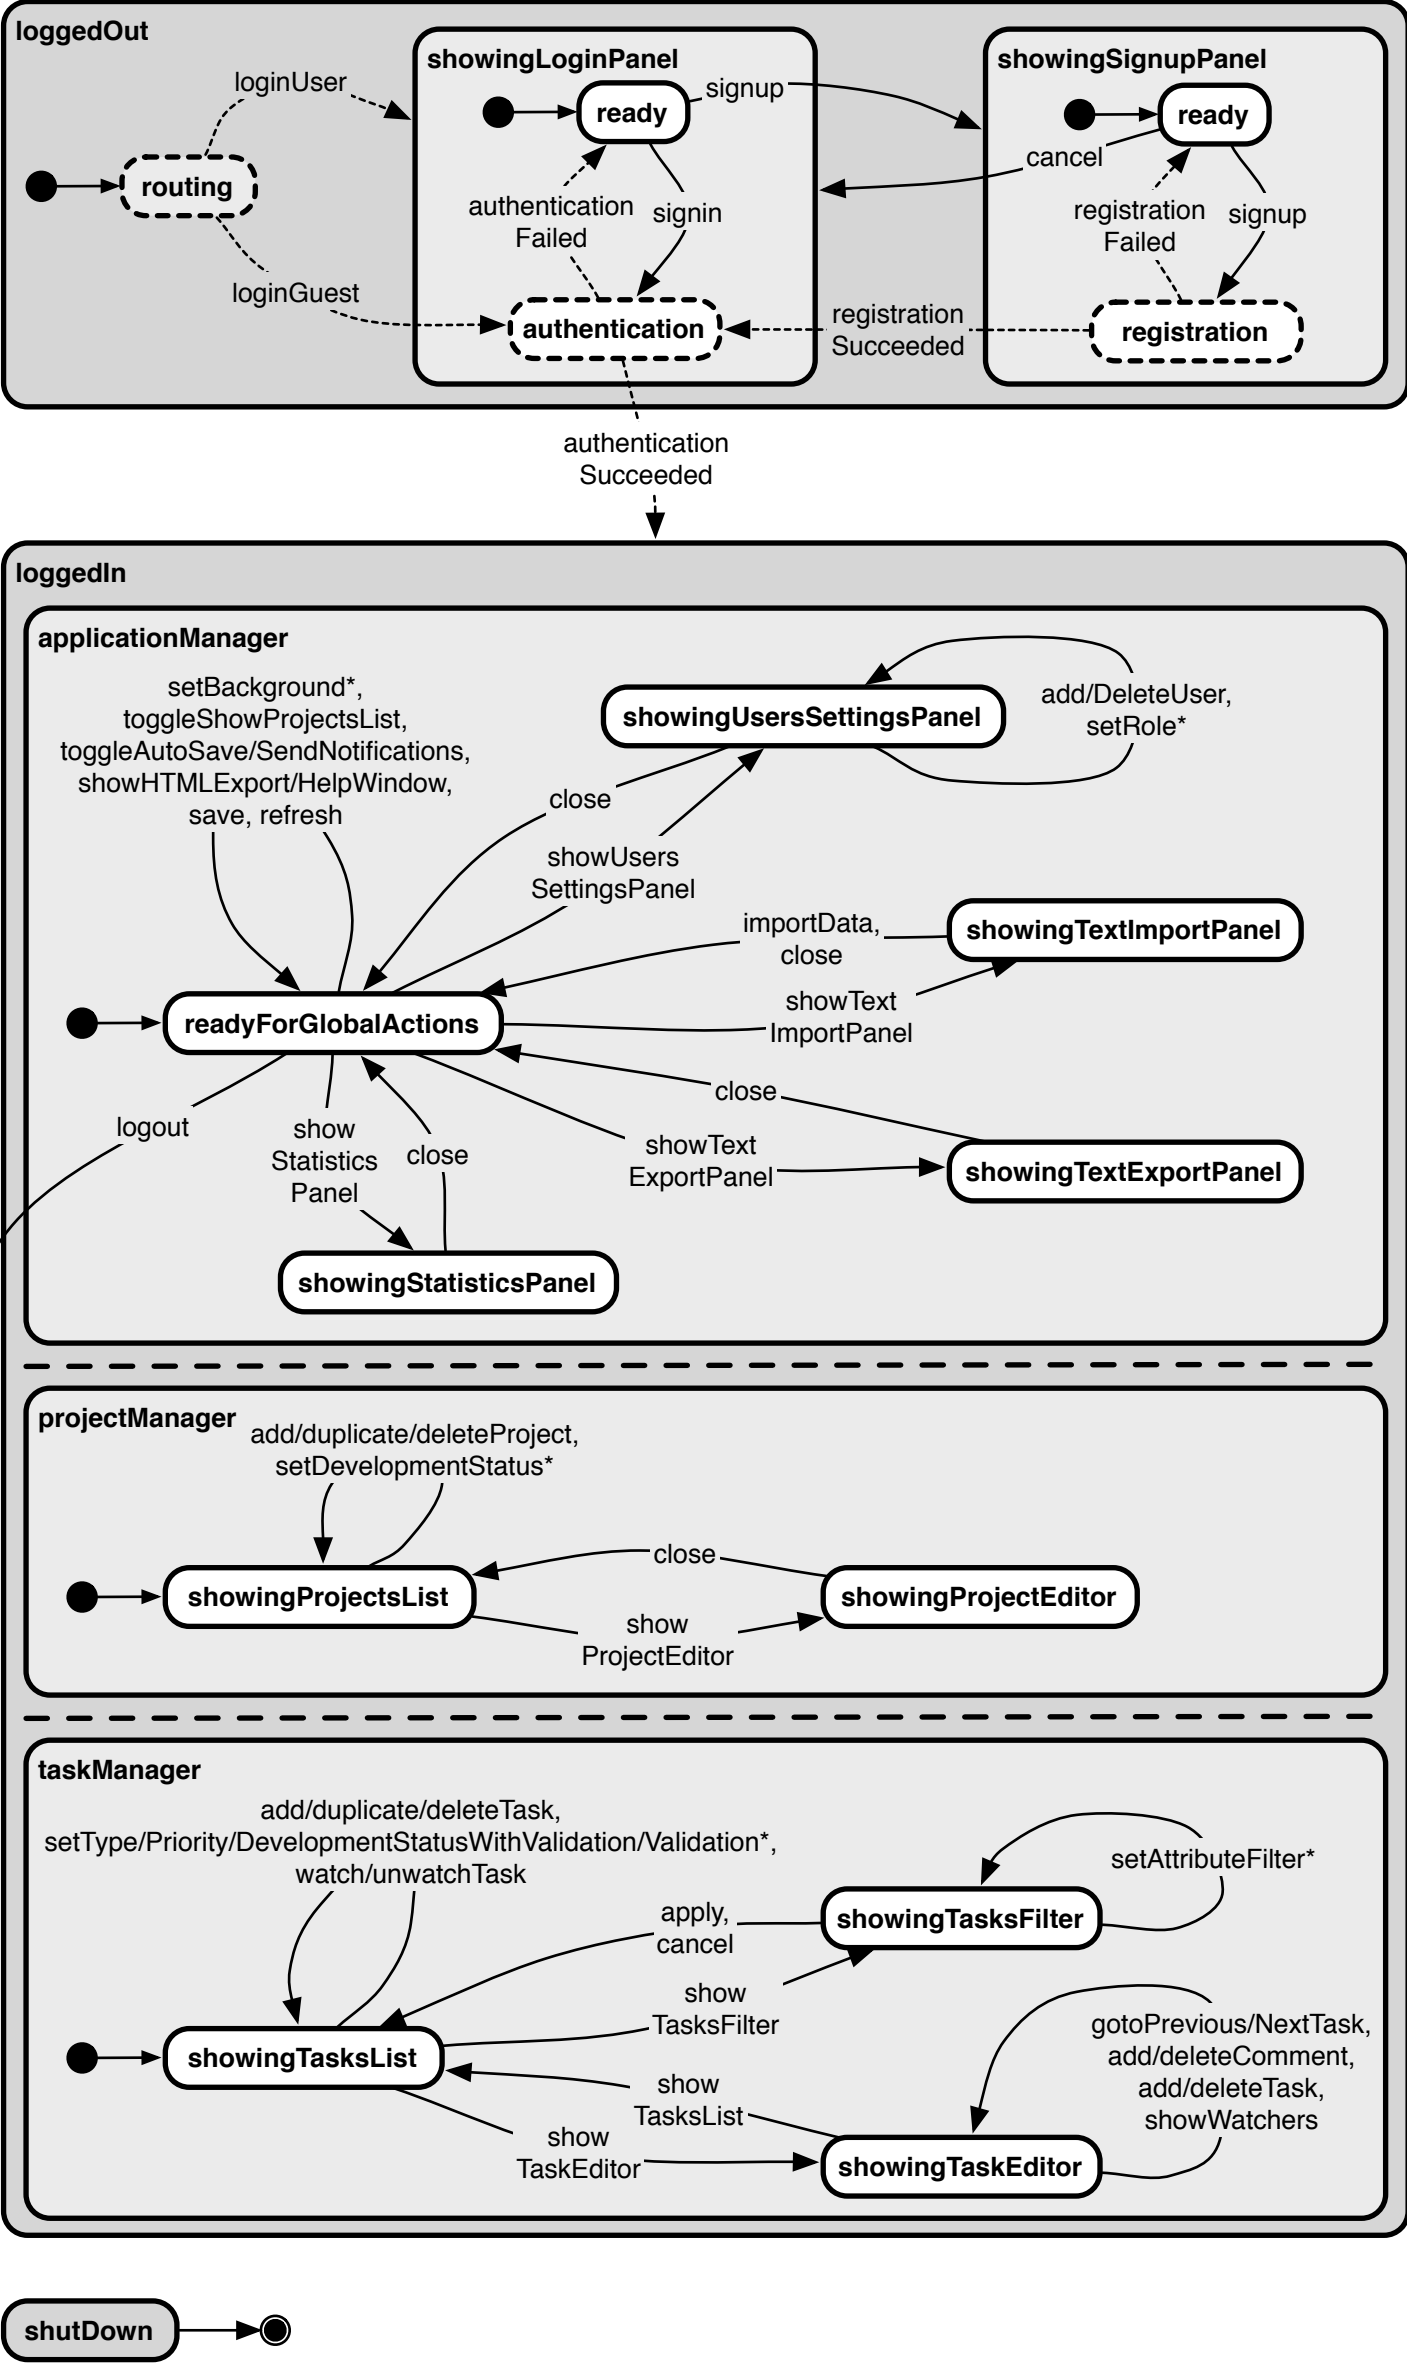 loggedOut
showingLoginPanel
showingSignupPanel
loginUser
ready
signup
ready
cancel
routing
authentication
Failed
signin
registration
Failed
signup
loginGuest
authentication
registration
Succeeded
registration
authentication
Succeeded
loggedIn
applicationManager
setBackground*,
toggleShowProjectsList,
toggleAutoSave/SendNotifications,
showHTMLExport/HelpWindow,
save, refresh
showingUsersSettingsPanel
add/DeleteUser,
setRole*
close
showUsers
SettingsPanel
importData,
close
showingTextImportPanel
showText
ImportPanel
readyForGlobalActions
close
logout
show
Statistics
Panel
close
showText
ExportPanel
showingTextExportPanel
showingStatisticsPanel
projectManager
add/duplicate/deleteProject,
setDevelopmentStatus*
close
showingProjectsList
showingProjectEditor
show
ProjectEditor
taskManager
add/duplicate/deleteTask,
setType/Priority/DevelopmentStatusWithValidation/Validation*,
watch/unwatchTask
setAttributeFilter*
apply,
cancel
showingTasksFilter
show
TasksFilter
showingTasksList
gotoPrevious/NextTask,
add/deleteComment,
add/deleteTask,
showWatchers
show
TasksList
show
TaskEditor
showingTaskEditor
shutDown